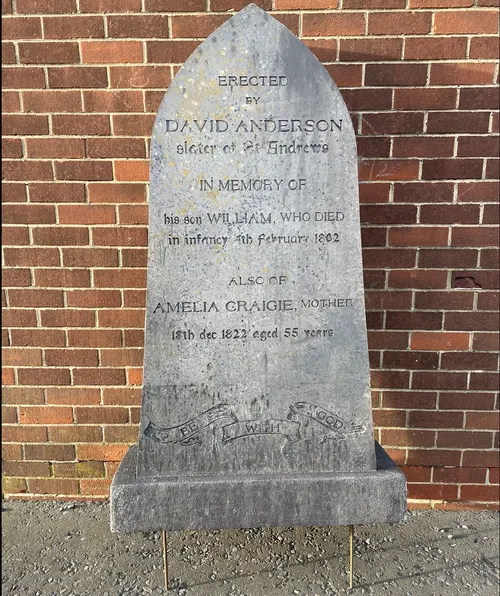 ERECTED
BY
DAVID ANDERSON
slater at St Andrews
IN MEMORY OF
his son WILLIAM, WHO DIED
in infancy 4th february 1802
ALSO OF
AMELIA CRAIGIE, MOTHER
18th dec 1822 aged 55 years
BE WITH GOD